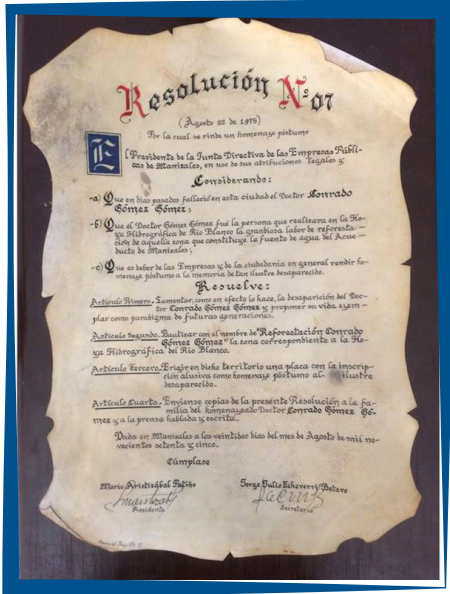 Resolución Nº 07
(Agosto 22 de 1975)
Por la cual se rinde un homenaje póstumo
El Presidente de la Junta Directiva de las Empresas Públi-
cas de Manizales, en uso de sus atribuciones legales y
Considerando:
-a) Que en días pasados falleció en esta ciudad el Doctor Conrado
Gómez Gómez;
-b) Que el Doctor Gómez Gómez fué la persona que realizara en la Ho-
ya Hidrográfica de Río Blanco la grandiosa labor de reforesta-
ción de aquella zona que constituye la fuente de agua del Acue-
ducto de Manizales;
-c) Que es deber de las Empresas y de la ciudadanía en general rendir ho-
menaje póstumo a la memoria de tan ilustre desaparecido.
Resuelve:
Artículo Primero.- Lamentar, como en efecto lo hace, la desaparición del Doc-
tor Conrado Gómez Gómez y proponer su vida ejem-
plar como paradigma de futuras generaciones.
Artículo Segundo.- Bautizar con el nombre de "Reforestación Conrado
Gómez Gómez" la zona correspondiente a la Ho-
ya Hidrográfica del Río Blanco.
Artículo Tercero.- Erigir en dicho territorio una placa con la inscrip-
ción alusiva como homenaje póstumo al ilustre
desaparecido.
Artículo Cuarto.- Envíense copias de la presente Resolución a la fa-
milia del homenajeado Doctor Conrado Gómez Gó-
mez y a la prensa hablada y escrita.
Dada en Manizales a los veintidos días del mes de Agosto de mil no-
vecientos setenta y cinco.
Cúmplase
Mario Aristizábal Patiño Jorge Julio Echeverri Botero
Presidente Secretario